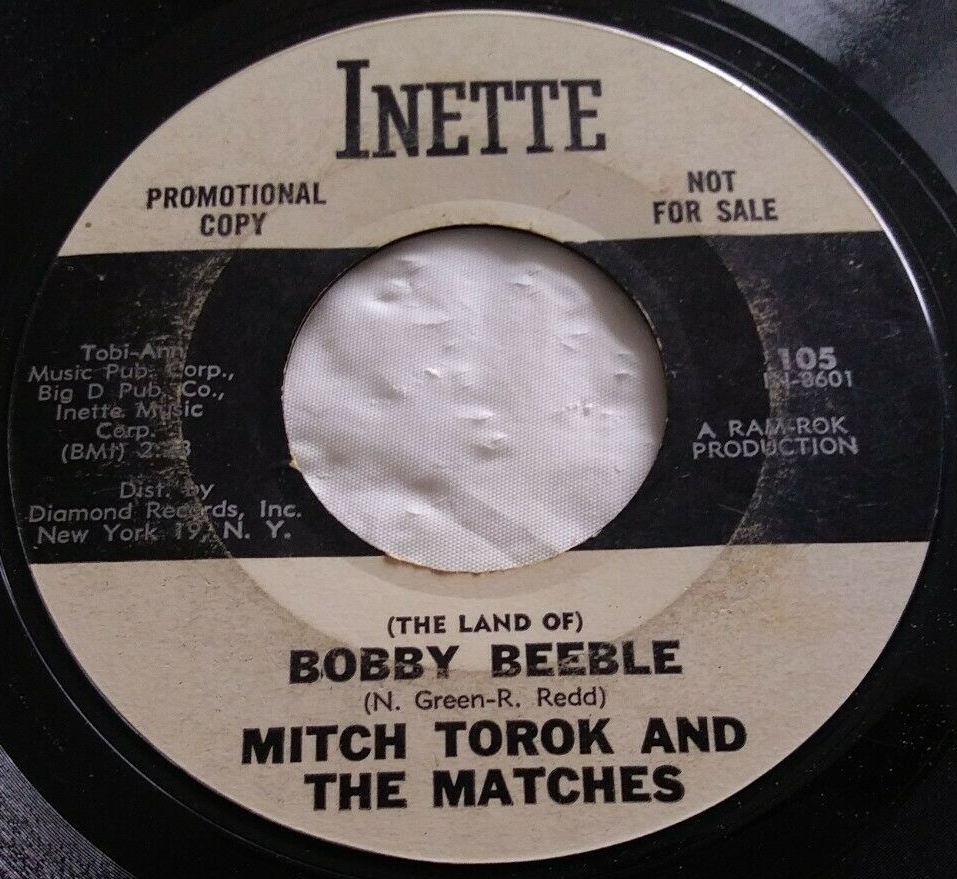 INETTE
PROMOTIONAL
COPY
NOT
FOR SALE
Tobi-Ann
Music Pub. Corp.,
Big D Pub. Co.,
Inette Music
Corp.
(BMI)
Dist. by
Diamond Records, Inc.
New York 19, N. Y.
105
A RAM-ROK
PRODUCTION
(THE LAND OF)
BOBBY BEEBLE
(N. Green-R. Redd)
MITCH TOROK AND
THE MATCHES